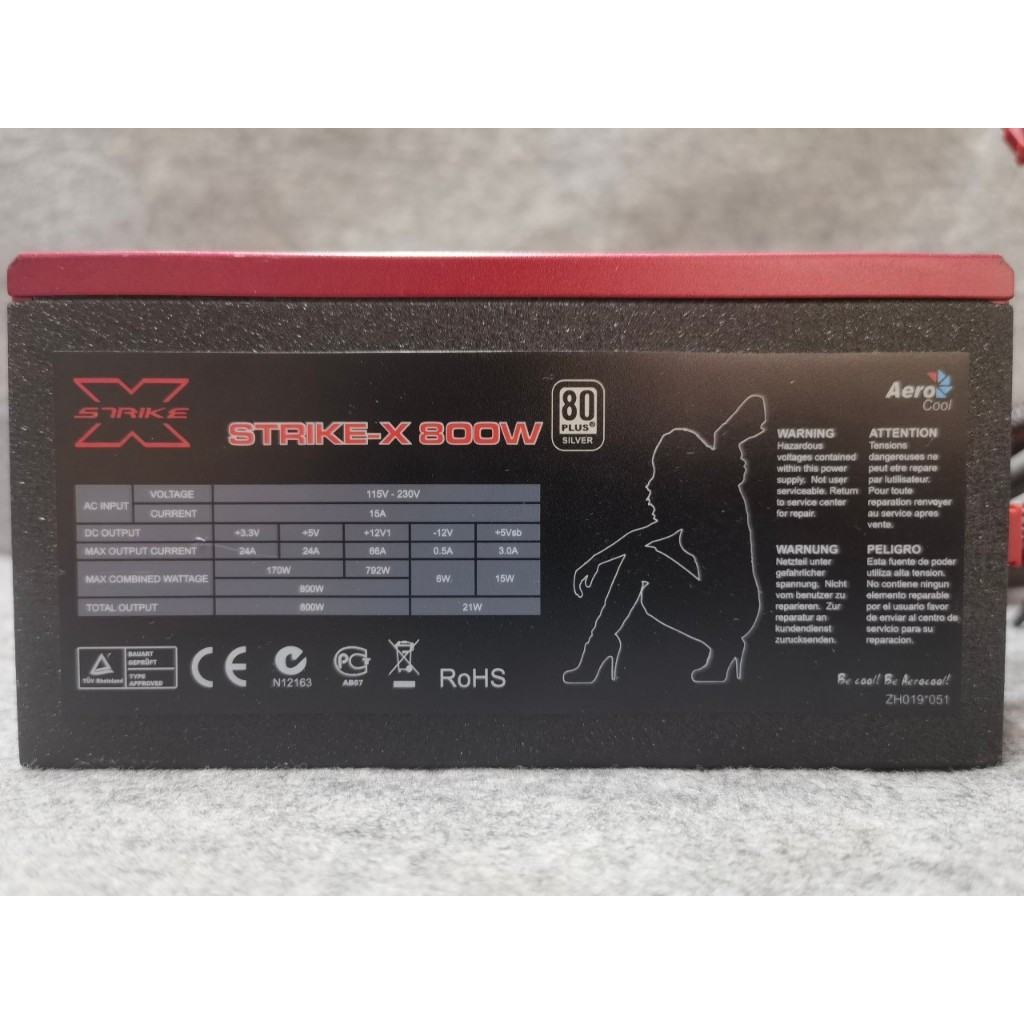 STRIKE
STRIKE-X 800W
80
PLUS®
SILVER
Aero
Cool
AC INPUT VOLTAGE 115V - 230V
CURRENT 15A
DC OUTPUT +3.3V +5V +12V1 -12V +5Vsb
MAX OUTPUT CURRENT 24A 24A 66A 0.5A 3.0A
MAX COMBINED WATTAGE 170W 792W 6W. 15W
800W
TOTAL OUTPUT 800W 21W
WARNING
Hazardous
voltages contained
within this power
supply. Not user
serviceable. Return
to service center
for repair.
ATTENTION
Tensions
dangereuses ne
peut etre repare
par lutilisateur.
Pour toute
reparation renvoyer
au service apres
vente.
WARNUNG
Netzteil unter
gefahrlicher
spannung. Nicht
vom benutzer zu
reparieren. Zur
reparatur an
kundendienst
zurucksenden.
PELIGRO
Esta fuente de poder
utiliza alta tension.
No contiene ningun
elemento reparable
por el usuario favor
de enviar al centro de
servicio para su
reparacion.
TÜV Rheinland
BAUART
GEPRÜFT
TYPE
APPROVED
CE
N12163
AB57
RoHS
Be cool! Be Aerocool!
ZH019*051